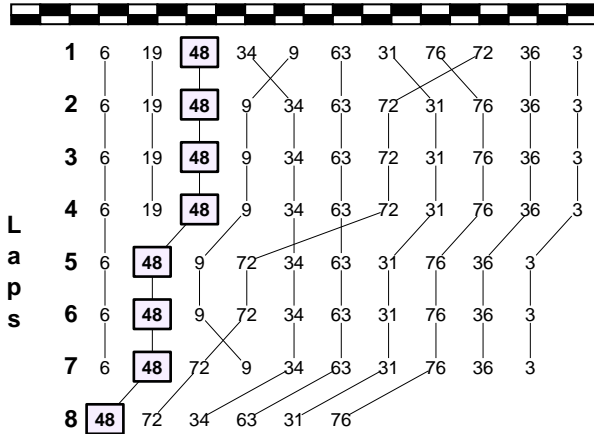 1 6 19 48 34 9 63 31 76 72 36 3
2 6 19 48 9 34 63 72 31 76 36 3
3 6 19 48 9 34 63 72 31 76 36 3
4 6 19 48 9 34 63 72 31 76 36 3
Laps
5 6 48 9 72 34 63 31 76 36 3
6 6 48 9 72 34 63 31 76 36 3
7 6 48 72 9 34 63 31 76 36 3
8 48 72 34 63 31 76